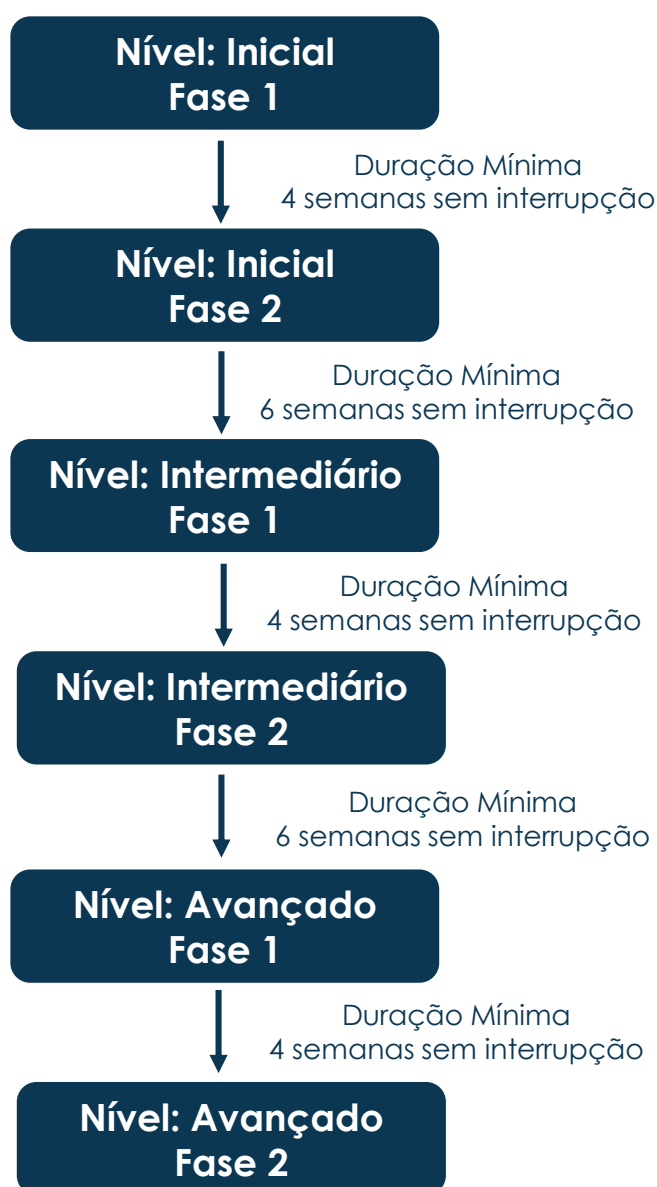 Nível: Inicial
Fase 1
Duração Mínima
4 semanas sem interrupção
Nível: Inicial
Fase 2
Duração Mínima
6 semanas sem interrupção
Nível: Intermediário
Fase 1
Duração Mínima
4 semanas sem interrupção
Nível: Intermediário
Fase 2
Duração Mínima
6 semanas sem interrupção
Nível: Avançado
Fase 1
Duração Mínima
4 semanas sem interrupção
Nível: Avançado
Fase 2